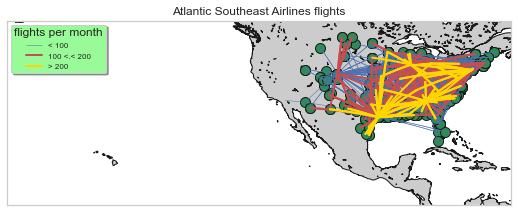 Atlantic Southeast Airlines flights
flights per month
< 100
100 <.< 200
> 200